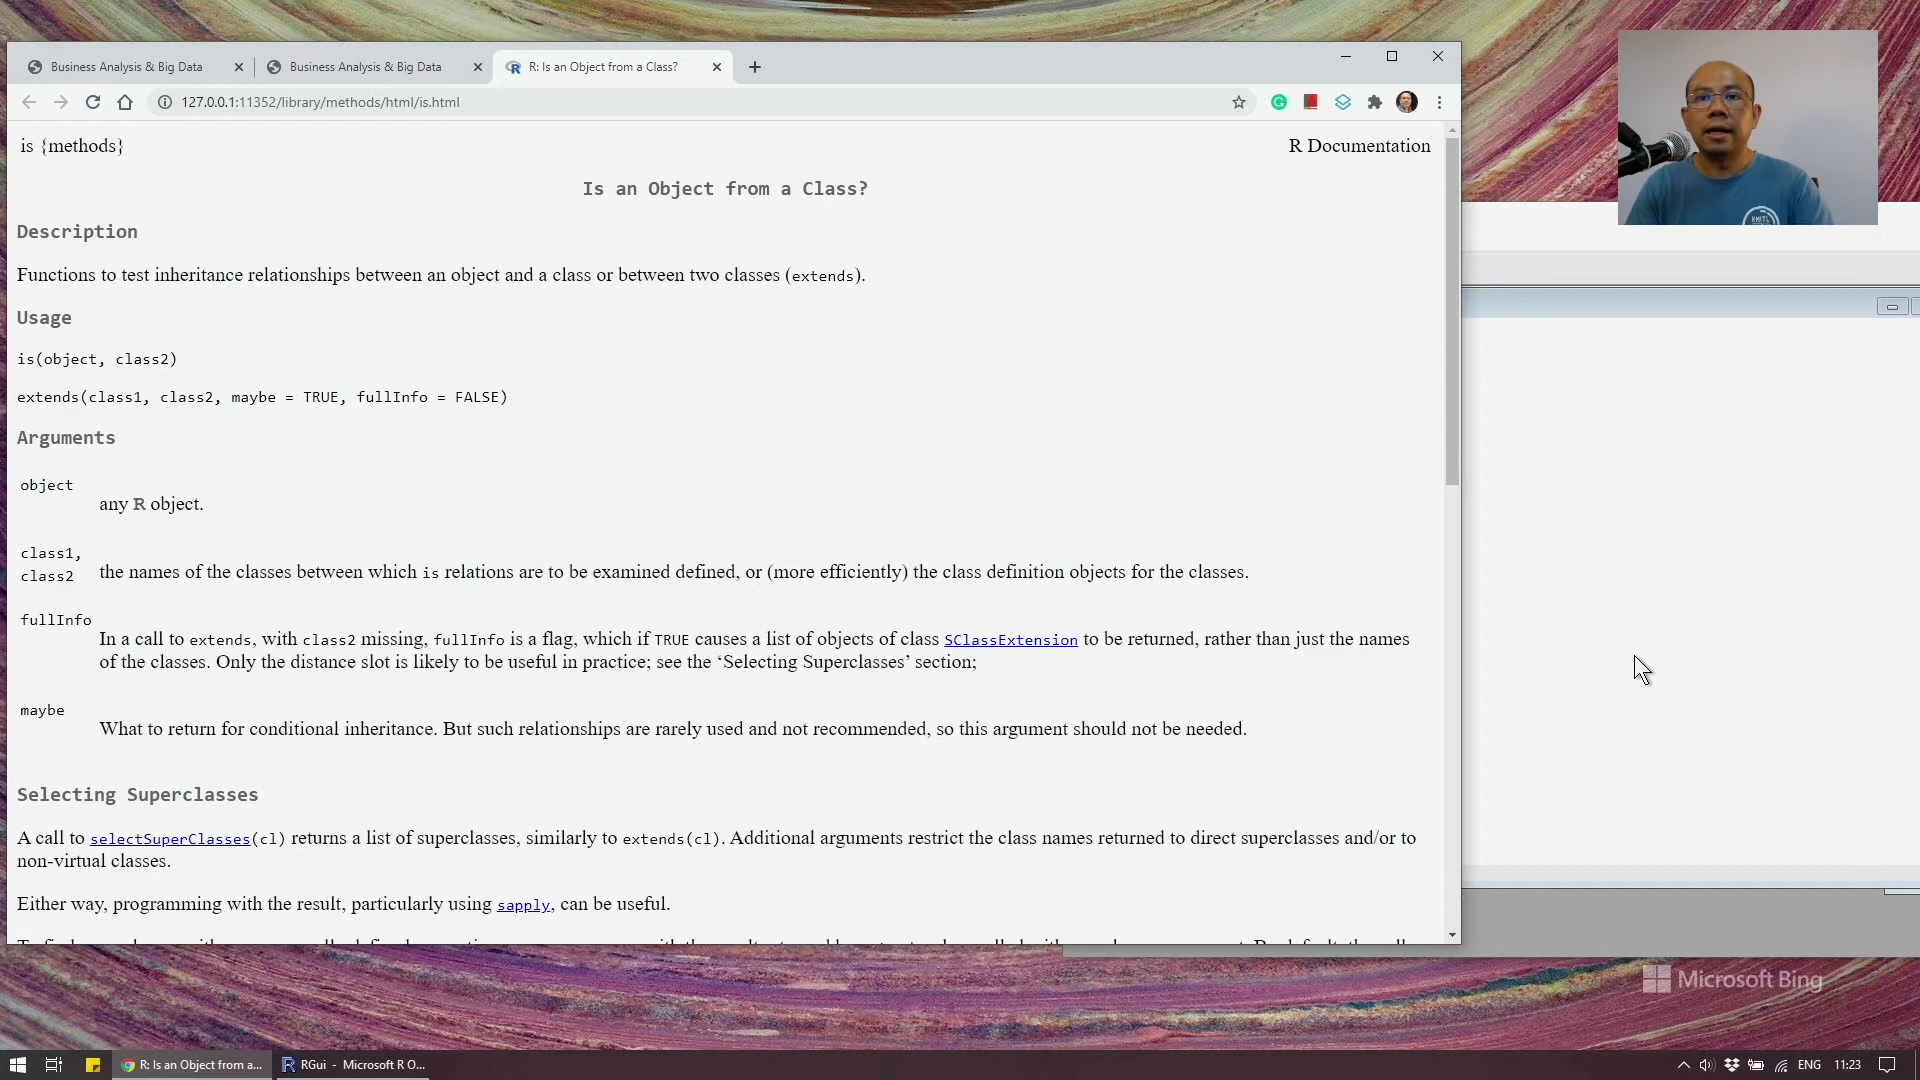 Business Analysis & Big Data
Business Analysis & Big Data
R: Is an Object from a Class?
127.0.0.1:11352/library/methods/html/is.html
is {methods}
R Documentation
Is an Object from a Class?
Description
Functions to test inheritance relationships between an object and a class or between two classes (extends).
Usage
is(object, class2)
extends(class1, class2, maybe = TRUE, fullInfo = FALSE)
Arguments
object
any R object.
class1,
class2
the names of the classes between which is relations are to be examined defined, or (more efficiently) the class definition objects for the classes.
fullInfo
In a call to extends, with class2 missing, fullInfo is a flag, which if TRUE causes a list of objects of class SClassExtension to be returned, rather than just the names
of the classes. Only the distance slot is likely to be useful in practice; see the ‘Selecting Superclasses’ section;
maybe
What to return for conditional inheritance. But such relationships are rarely used and not recommended, so this argument should not be needed.
Selecting Superclasses
A call to selectSuperClasses(cl) returns a list of superclasses, similarly to extends(cl). Additional arguments restrict the class names returned to direct superclasses and/or to
non-virtual classes.
Either way, programming with the result, particularly using sapply, can be useful.
KMITL
Microsoft Bing
R: Is an Object from a...
RGui - Microsoft R O...
ENG
11:23